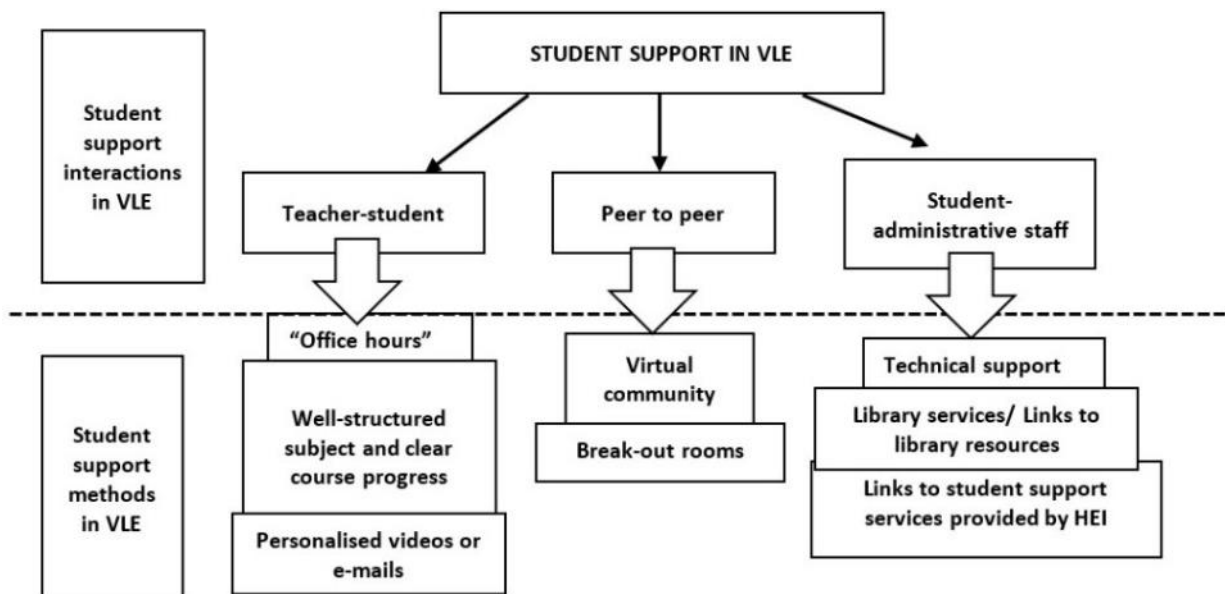 STUDENT SUPPORT IN VLE
Student
support
interactions
in VLE
Teacher-student
Peer to peer
Student-
administrative staff
Student
support
methods
in VLE
“Office hours”
Well-structured
subject and clear
course progress
Personalised videos or
e-mails
Virtual
community
Break-out rooms
Technical support
Library services/ Links to
library resources
Links to student support
services provided by HEI